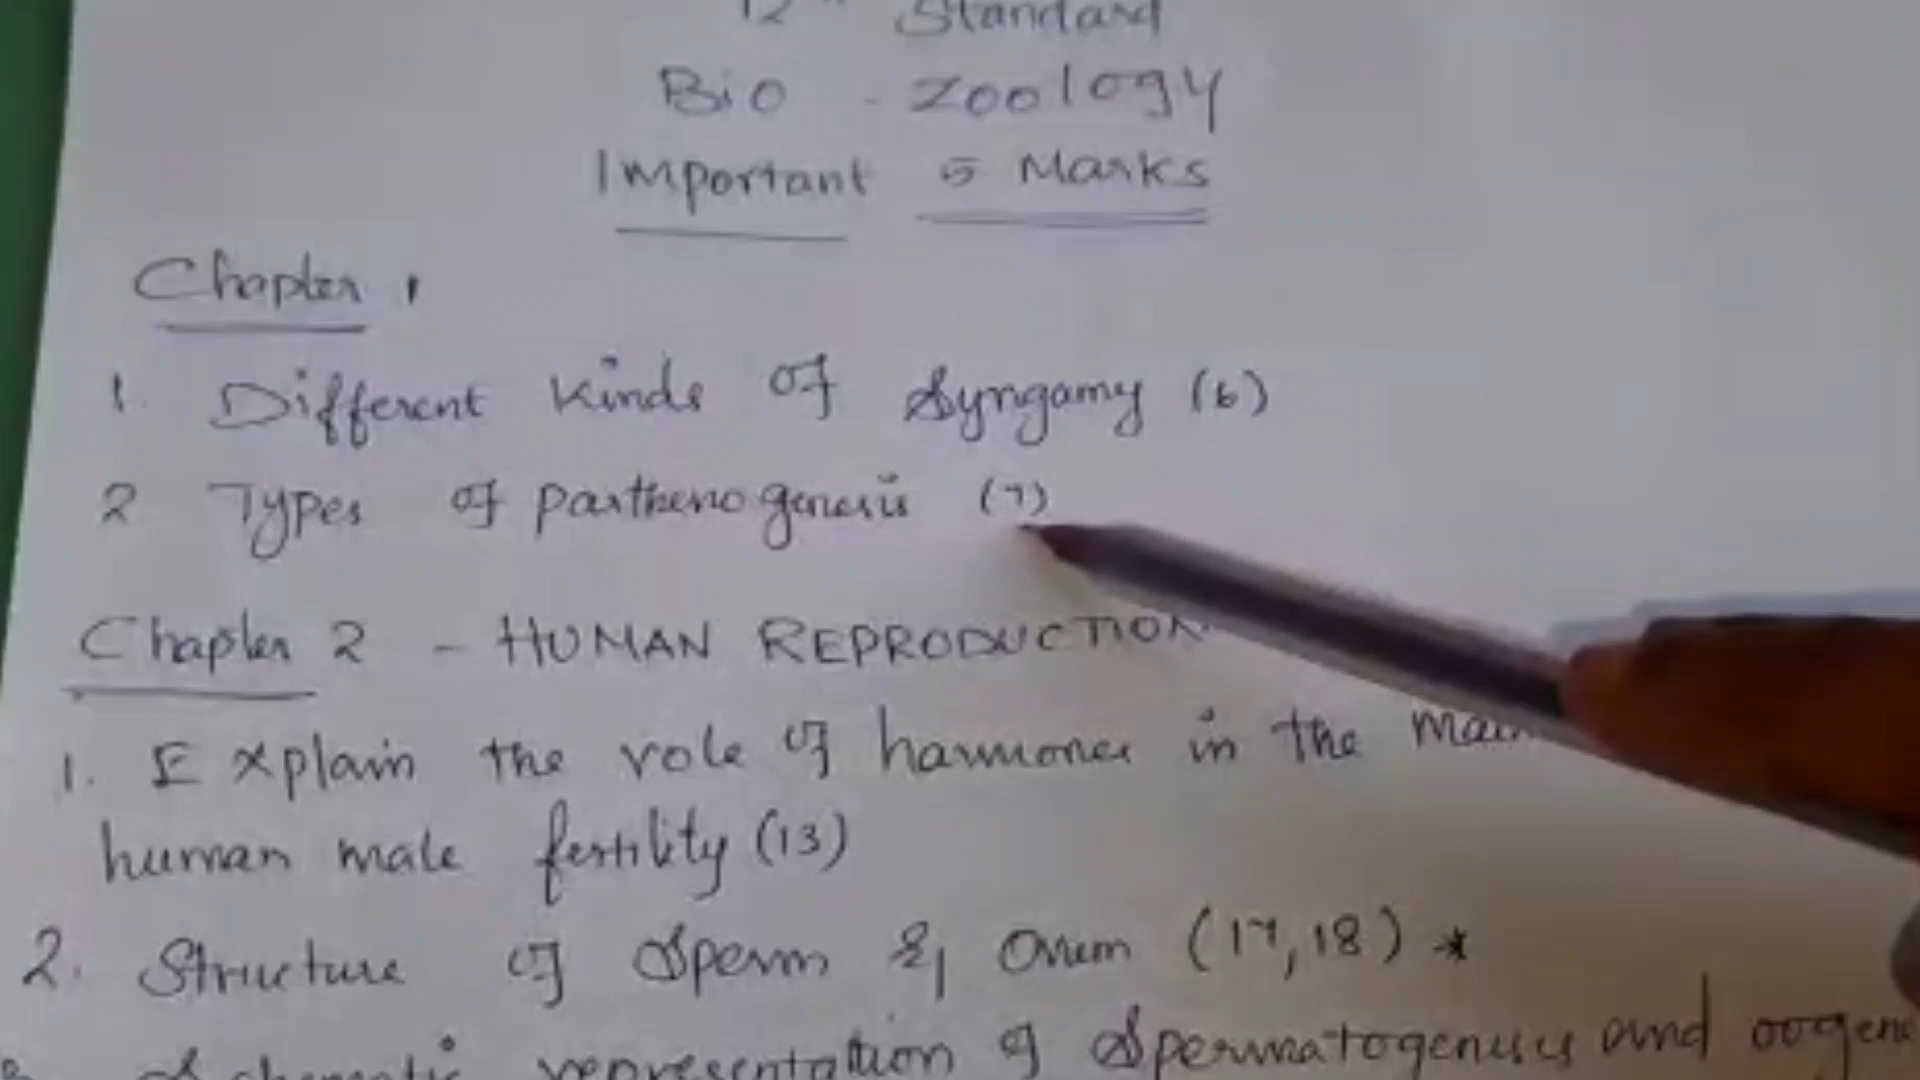 12th Standard
Bio - Zoology
Important 5 Marks
Chapter 1
1. Different kinds of Syngamy (6)
2 Types of parthenogenesis (7)
Chapter 2 - HUMAN REPRODUCTION
1. Explain the role of harmones in the
human male fertility (13)
2. Structure of Sperm & Ovum (17, 18) *
Schematic representation of Spermatogenesis and